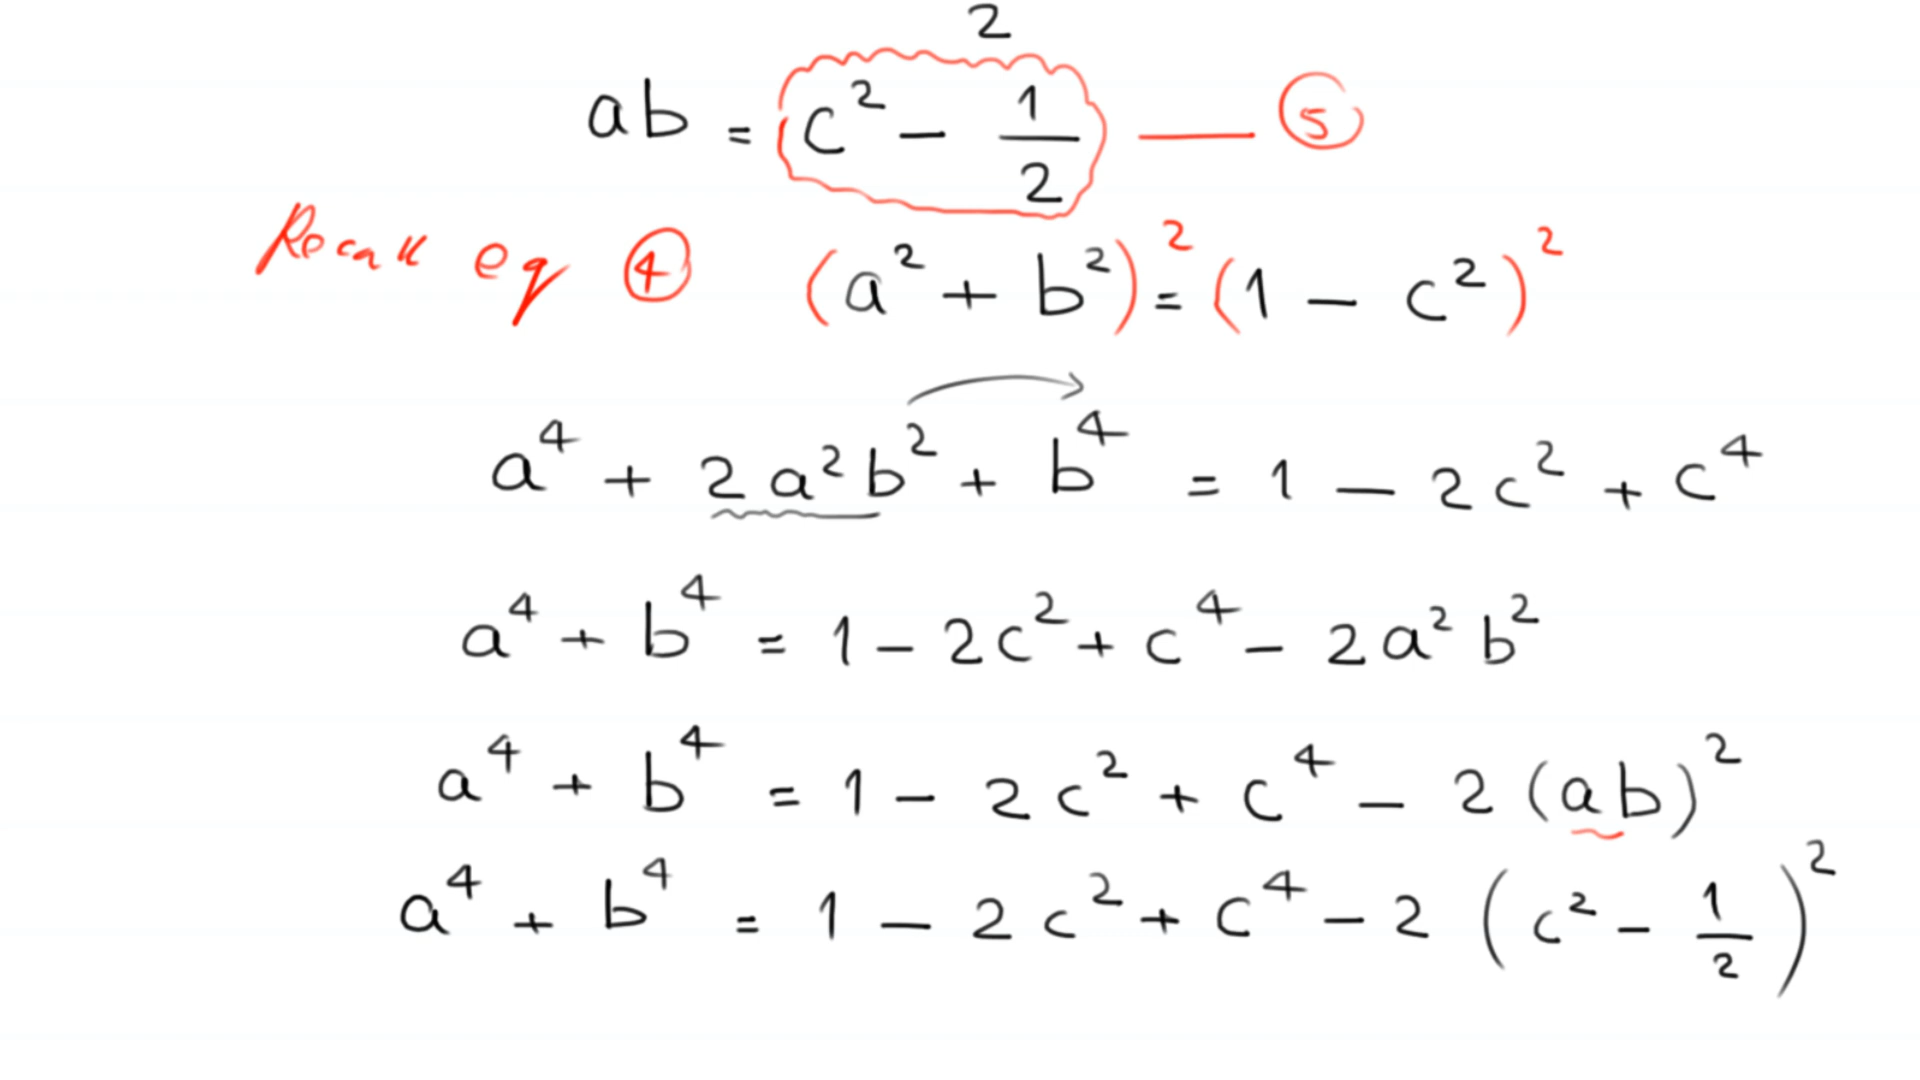 2
ab = c² - 1/2 — ⑤
Recall eq ④ (a² + b²)² = (1 - c²)²
a⁴ + 2a²b² + b⁴ = 1 - 2c² + c⁴
a⁴ + b⁴ = 1 - 2c² + c⁴ - 2a²b²
a⁴ + b⁴ = 1 - 2c² + c⁴ - 2(ab)²
a⁴ + b⁴ = 1 - 2c² + c⁴ - 2(c² - 1/2)²